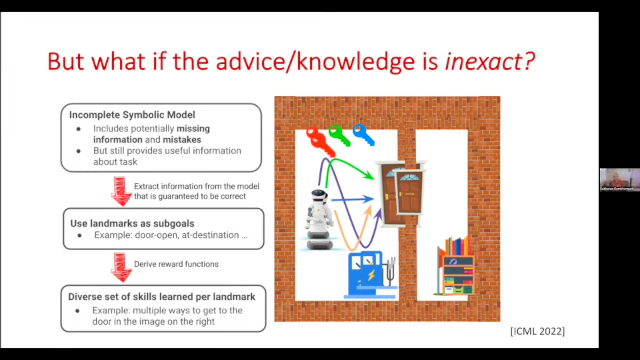 But what if the advice/knowledge is inexact?
Incomplete Symbolic Model
● Includes potentially missing
information and mistakes
● But still provides useful information
about task
Extract information from the model
that is guaranteed to be correct
Use landmarks as subgoals
● Example: door-open, at-destination ...
Derive reward functions
Diverse set of skills learned per landmark
● Example: multiple ways to get to the
door in the image on the right
[ICML 2022]